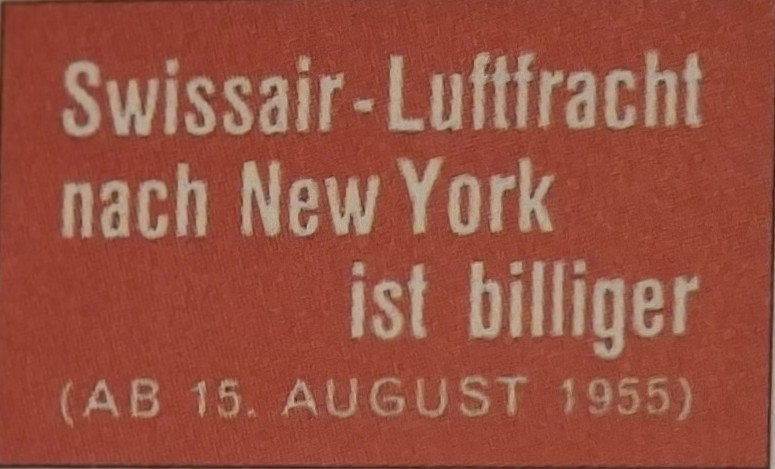 Swissair-Luftfracht
nach New York
ist billiger
(AB 15. AUGUST 1955)